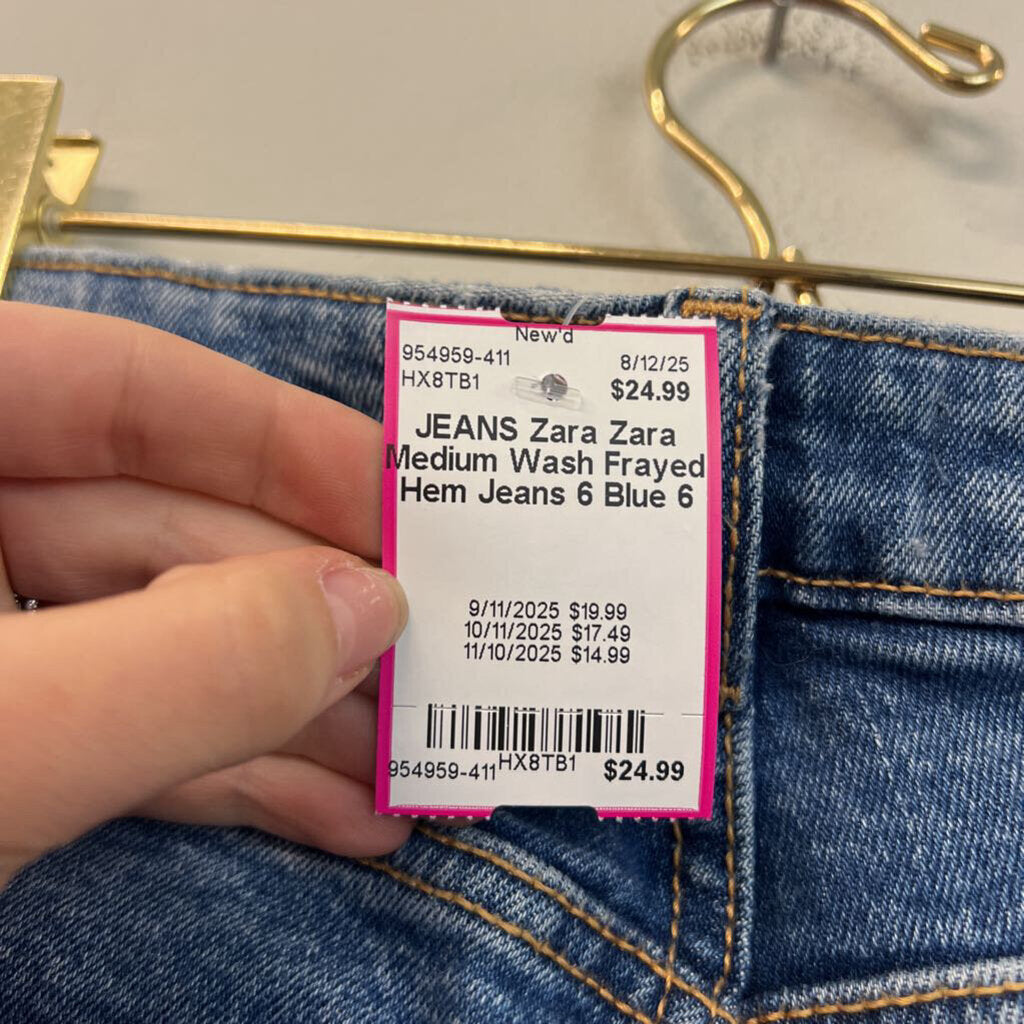 New'd
954959-411 8/12/25
HX8TB1 $24.99
JEANS Zara Zara
Medium Wash Frayed
Hem Jeans 6 Blue 6
9/11/2025 $19.99
10/11/2025 $17.49
11/10/2025 $14.99
954959-411 HX8TB1 $24.99